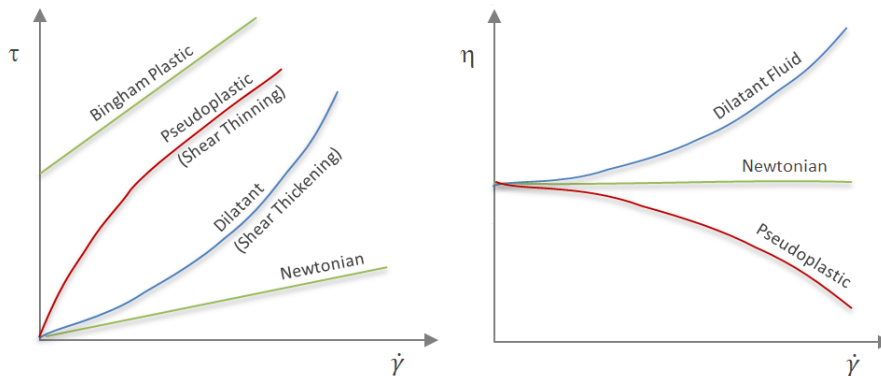 τ
Bingham Plastic
Pseudoplastic
(Shear Thinning)
Dilatant
(Shear Thickening)
Newtonian
γ̇
η
Dilatant Fluid
Newtonian
Pseudoplastic
γ̇